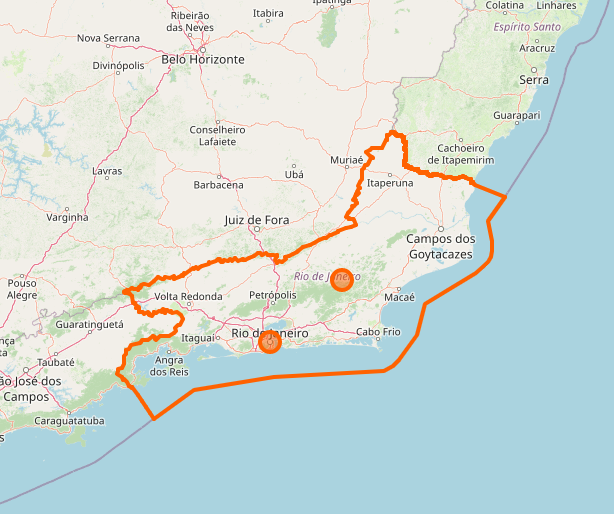 Ipatinga
Colatina
Linhares
Ribeirão
das Neves
Itabira
Espírito Santo
Nova Serrana
Aracruz
Belo Horizonte
Divinópolis
Serra
Guarapari
Conselheiro
Lafaiete
Cachoeiro
de Itapemirim
Muriaé
Lavras
Ubá
Itaperuna
Barbacena
Varginha
Juiz de Fora
Campos dos
Goytacazes
Pouso
Alegre
Rio de Janeiro
Volta Redonda
Petrópolis
Macaé
Guaratinguetá
Itaguaí
Rio de Janeiro
Cabo Frio
Taubaté
Angra
dos Reis
ão José dos
Campos
Caraguatatuba